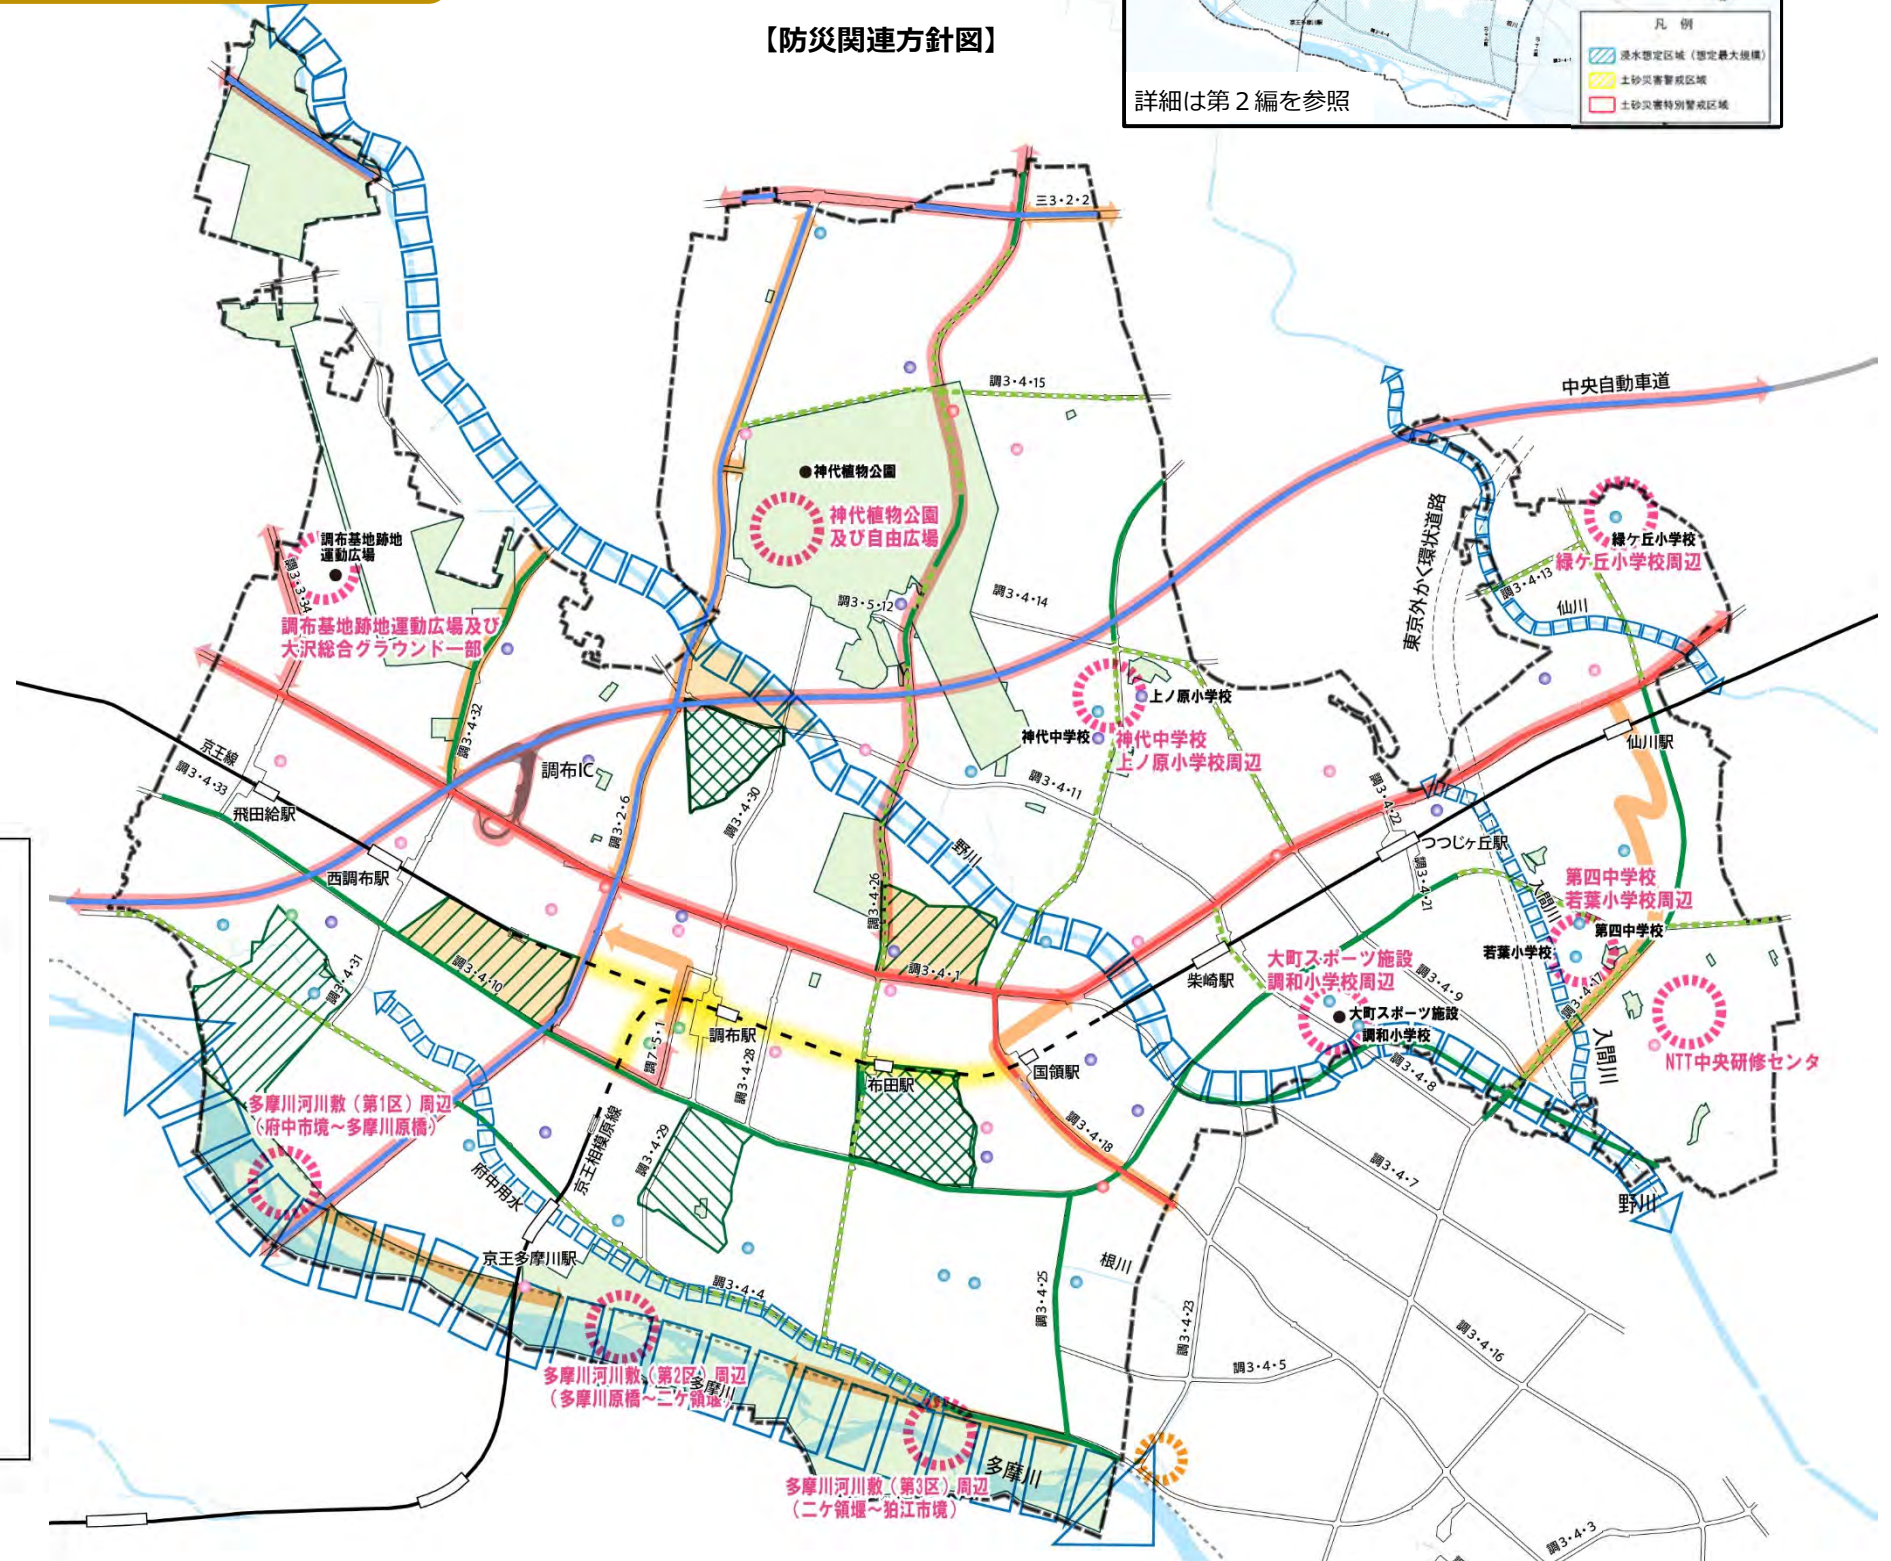 【防災関連方針図】
凡 例
浸水想定区域（想定最大規模）
土砂災害警戒区域
土砂災害特別警戒区域
詳細は第２編を参照
三3・2・2
調3・4・15
中央自動車道
神代植物公園
神代植物公園
及び自由広場
東京外かく環状道路
緑ケ丘小学校
緑ケ丘小学校周辺
調3・4・13
仙川
調布基地跡地
運動広場
調3・3・34
調布基地跡地運動広場及び
大沢総合グラウンド一部
調3・5・12
調3・4・14
上ノ原小学校
神代中学校
神代中学校
上ノ原小学校周辺
調3・4・32
京王線
調3・4・33
飛田給駅
調布IC
調3・2・6
調3・4・30
調3・4・11
調3・4・22
仙川駅
つつじヶ丘駅
野川
西調布駅
調3・4・26
調3・4・21
入間川
第四中学校
若葉小学校周辺
第四中学校
若葉小学校
調3・4・31
調3・4・10
調3・4・1
柴崎駅
大町スポーツ施設
調和小学校周辺
調3・4・9
調3・4・17
大町スポーツ施設
調和小学校
調布駅
調7・5・1
調3・4・28
布田駅
国領駅
調3・4・8
入間川
NTT中央研修センタ
多摩川河川敷（第1区）周辺
（府中市境～多摩川原橋）
京王相模原線
調3・4・29
調3・4・18
調3・4・7
府中用水
野川
京王多摩川駅
調3・4・4
根川
調3・4・25
調3・4・23
調3・4・16
調3・4・5
多摩川河川敷（第2区）周辺
（多摩川原橋～二ケ領堰）
多摩川
多摩川河川敷（第3区）周辺
（二ケ領堰～狛江市境）
多摩川
調3・4・3